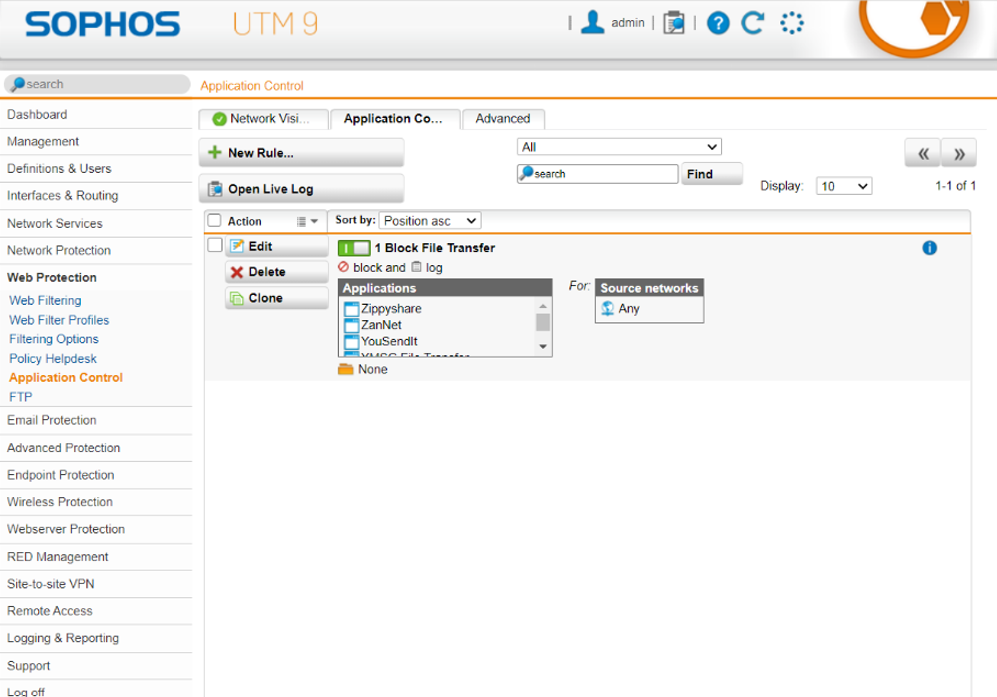 SOPHOS UTM 9 | admin | | ?
search Application Control
Dashboard
Management
Definitions & Users
Interfaces & Routing
Network Services
Network Protection
Web Protection
Web Filtering
Web Filter Profiles
Filtering Options
Policy Helpdesk
Application Control
FTP
Email Protection
Advanced Protection
Endpoint Protection
Wireless Protection
Webserver Protection
RED Management
Site-to-site VPN
Remote Access
Logging & Reporting
Support
Log off
Network Visi... Application Co... Advanced
New Rule...
Open Live Log
All
search Find
Display: 10
« »
1-1 of 1
Action Sort by: Position asc
Edit
Delete
Clone
1 Block File Transfer
block and log
Applications
Zippyshare
ZanNet
YouSendIt
YMSG File Transfer
None
For: Source networks
Any
i